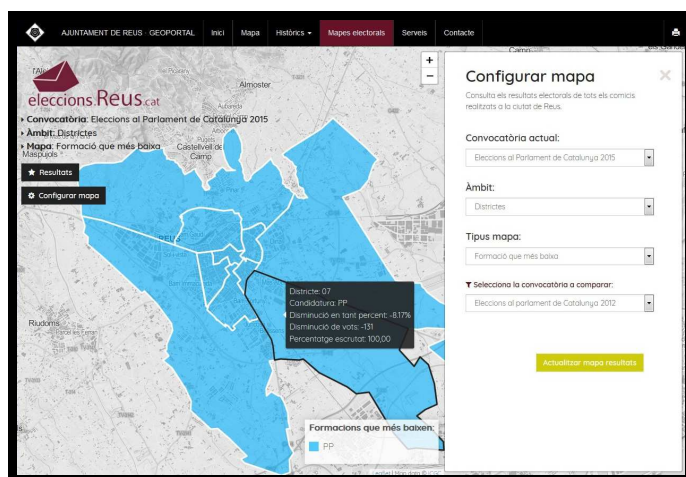 AJUNTAMENT DE REUS · GEOPORTAL
Inici
Mapa
Històrics
Mapes electorals
Serveis
Contacte
eleccions.Reus.cat
Convocatòria: Eleccions al Parlament de Catalunya 2015
Àmbit: Districtes
Mapa: Formació que més baixa
Resultats
Configurar mapa
Almoster
Castellvell del
Camp
Maspujols
REUS
Riudoms
+
−
Districte: 07
Candidatura: PP
Disminució en tant percent: -8.17%
Disminució de vots: -131
Percentatge escrutat: 100,00
Formacions que més baixen:
PP
Configurar mapa
×
Consulta els resultats electorals de tots els comicis
realitzats a la ciutat de Reus.
Convocatòria actual:
Eleccions al Parlament de Catalunya 2015
Àmbit:
Districtes
Tipus mapa:
Formació que més baixa
Selecciona la convocatòria a comparar:
Eleccions al parlament de Catalunya 2012
Actualitzar mapa resultats